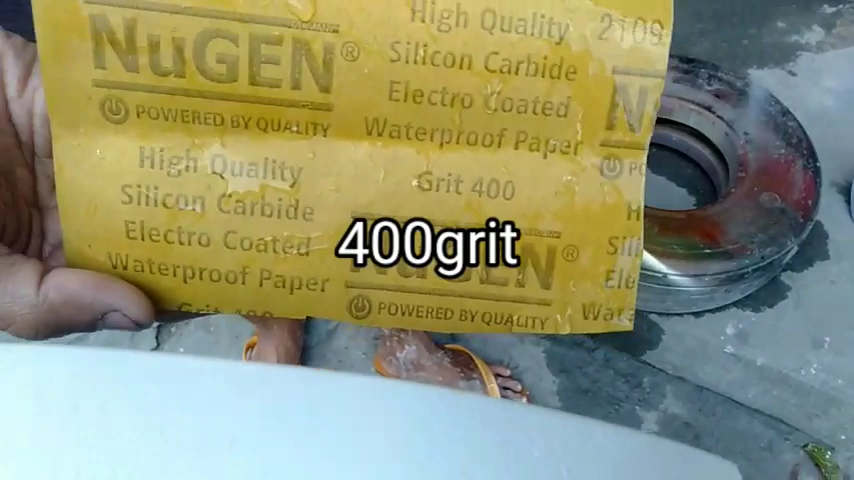 NuGEN®
POWERED BY QUALITY
High Quality
Silicon Carbide
Electro Coated
Waterproof Paper
High Quality
Silicon Carbide
Electro Coated
Waterproof Paper
Grit 400
2109
400grit
NuGEN®
POWERED BY QUALITY